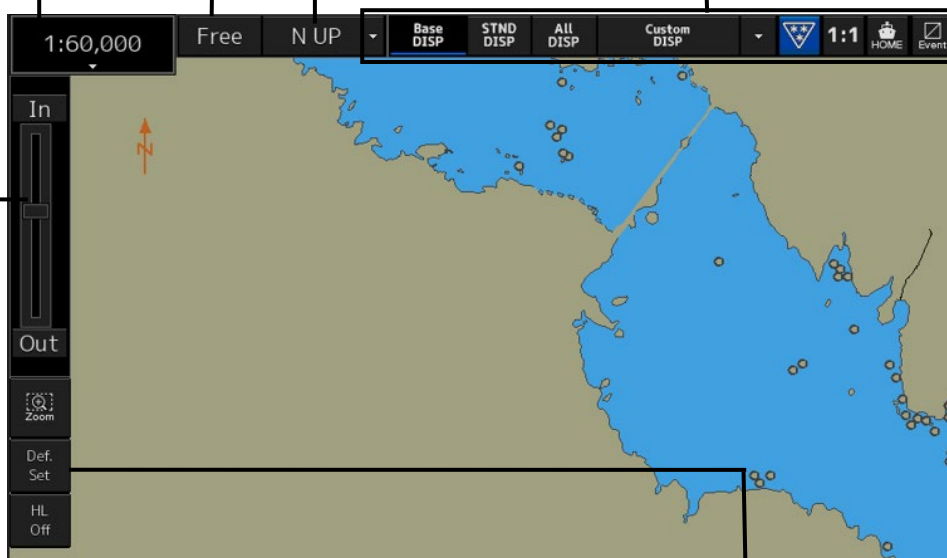 1:60,000
Free
N UP
Base
DISP
STND
DISP
All
DISP
Custom
DISP
1:1
HOME
Event
In
N
Out
Zoom
Def.
Set
HL
Off